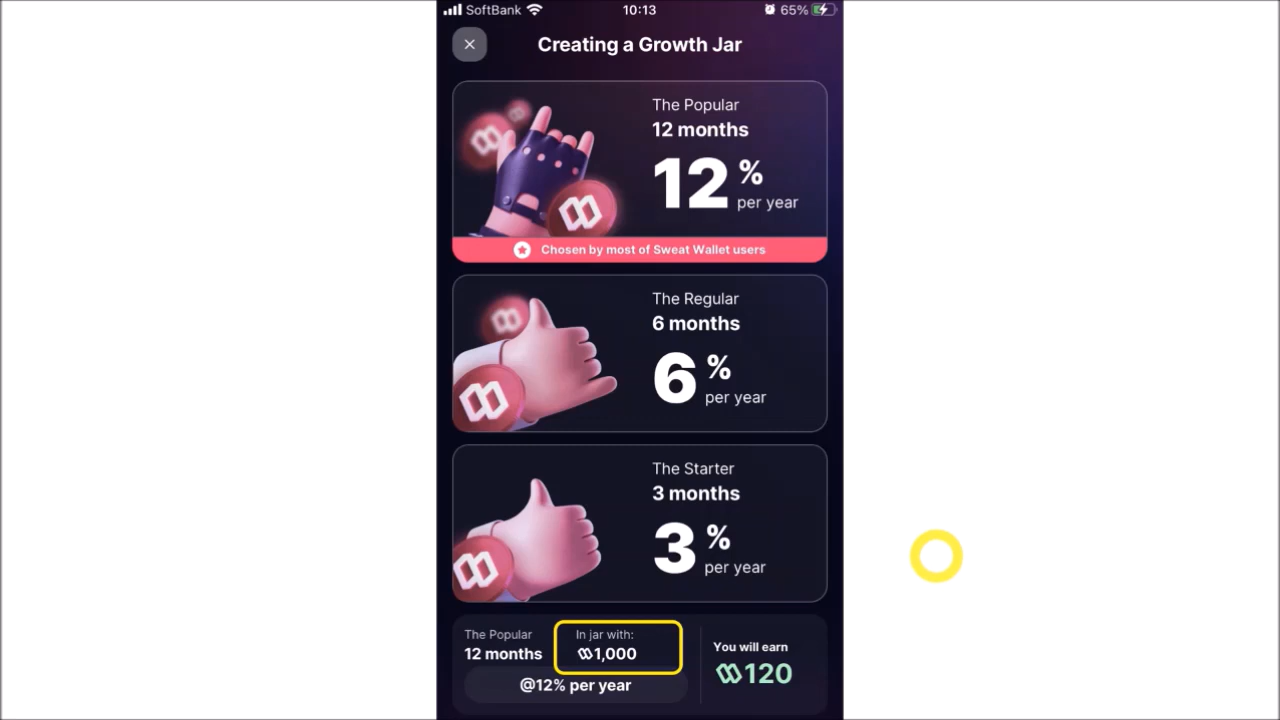 SoftBank 10:13 65%
Creating a Growth Jar
The Popular
12 months
12 %
per year
Chosen by most of Sweat Wallet users
The Regular
6 months
6 %
per year
The Starter
3 months
3 %
per year
The Popular
12 months
In jar with:
1,000
@12% per year
You will earn
120